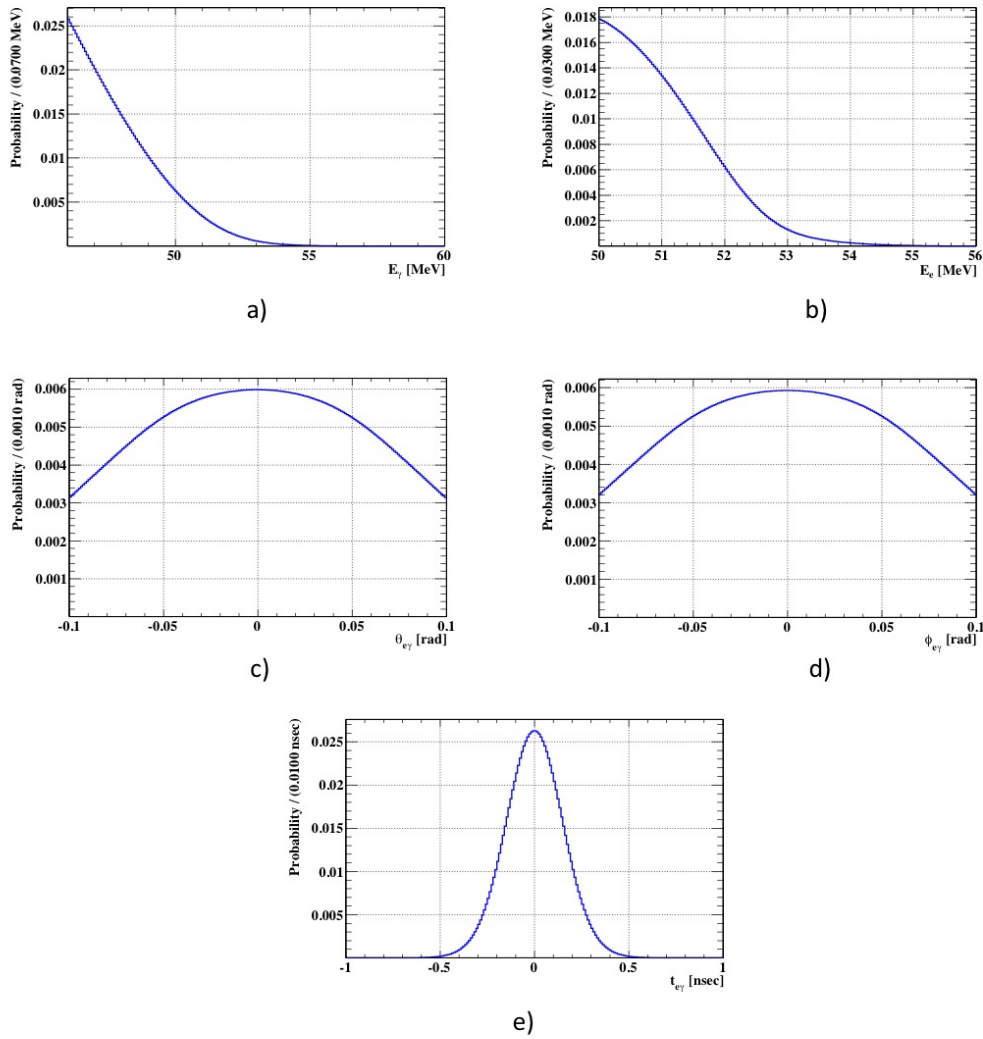 Probability / (0.0700 MeV)
0.025
0.02
0.015
0.01
0.005
50 55 60
Eγ [MeV]
a)
Probability / (0.0300 MeV)
0.018
0.016
0.014
0.012
0.01
0.008
0.006
0.004
0.002
50 51 52 53 54 55 56
Ee [MeV]
b)
Probability / (0.0010 rad)
0.006
0.005
0.004
0.003
0.002
0.001
-0.1 -0.05 0 0.05 0.1
θeγ [rad]
c)
Probability / (0.0010 rad)
0.006
0.005
0.004
0.003
0.002
0.001
-0.1 -0.05 0 0.05 0.1
ϕeγ [rad]
d)
Probability / (0.0100 nsec)
0.025
0.02
0.015
0.01
0.005
-1 -0.5 0 0.5 1
teγ [nsec]
e)